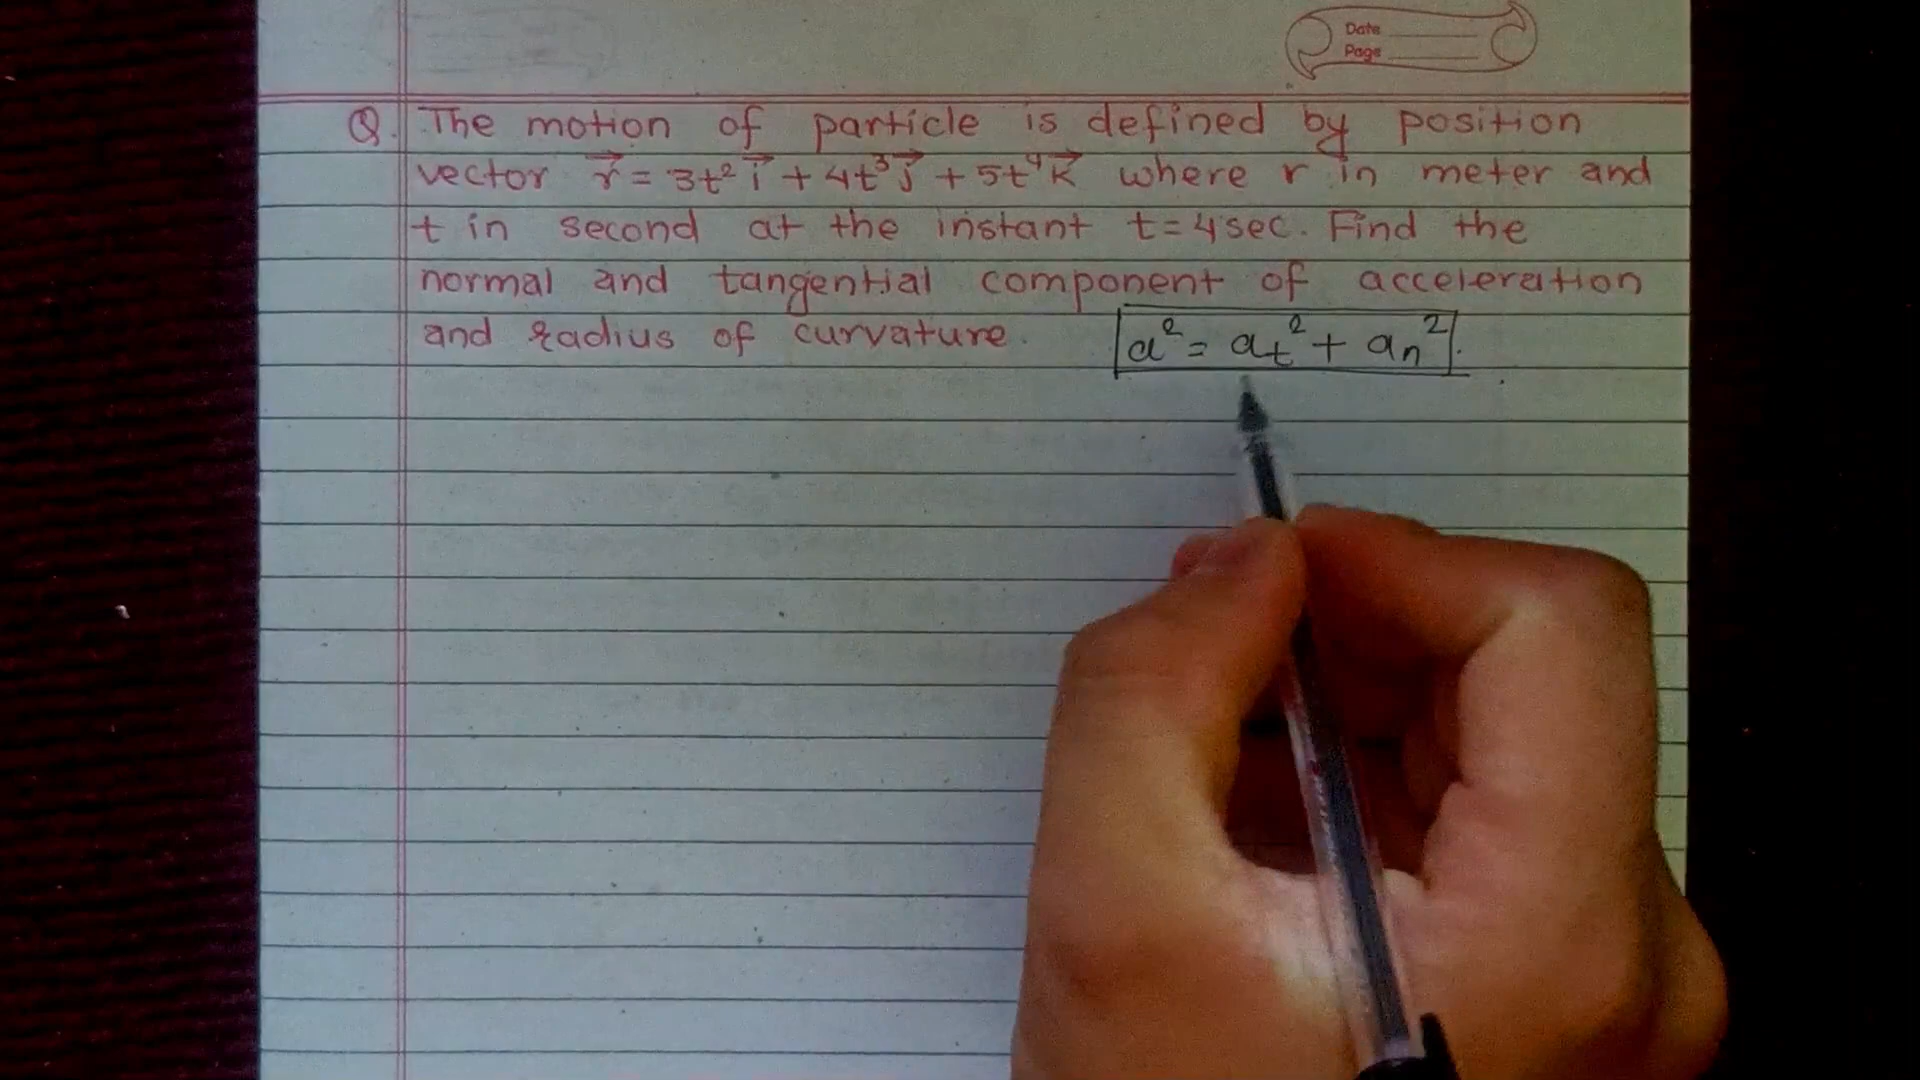 Date
Page
Q. The motion of particle is defined by position
vector r⃗ = 3t² i⃗ + 4t³ j⃗ + 5t⁴ k⃗ where r in meter and
t in second at the instant t = 4 sec. Find the
normal and tangential component of acceleration
and radius of curvature. a² = aₜ² + aₙ².